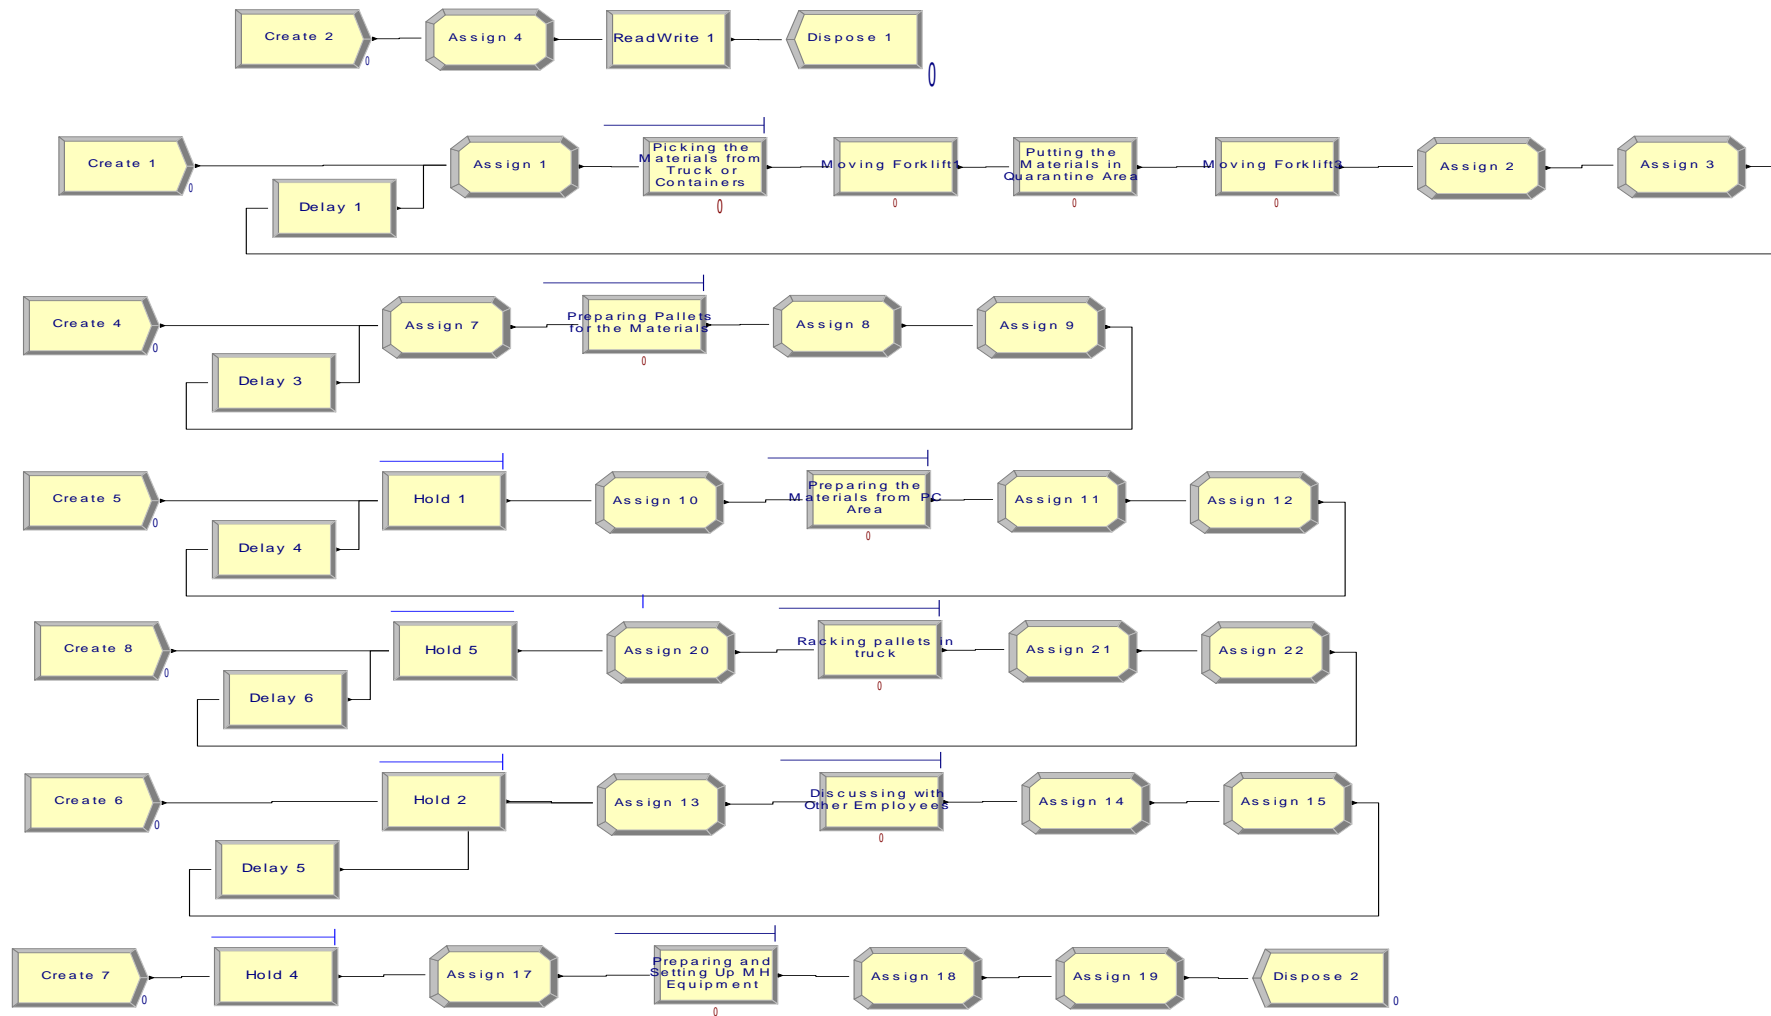 Create 2
Assign 4
ReadWrite 1
Dispose 1
0
0
Create 1
0
Delay 1
Assign 1
Picking the
Materials from
Truck or
Containers
0
Moving Forklift1
0
Putting the
Materials in
Quarantine Area
0
Moving Forklift3
0
Assign 2
Assign 3
Create 4
0
Delay 3
Assign 7
Preparing Pallets
for the Materials
0
Assign 8
Assign 9
Create 5
0
Delay 4
Hold 1
Assign 10
Preparing the
Materials from PC
Area
0
Assign 11
Assign 12
Create 8
0
Delay 6
Hold 5
Assign 20
Racking pallets in
truck
0
Assign 21
Assign 22
Create 6
0
Delay 5
Hold 2
Assign 13
Discussing with
Other Employees
0
Assign 14
Assign 15
Create 7
0
Hold 4
Assign 17
Preparing and
Setting Up MH
Equipment
0
Assign 18
Assign 19
Dispose 2
0